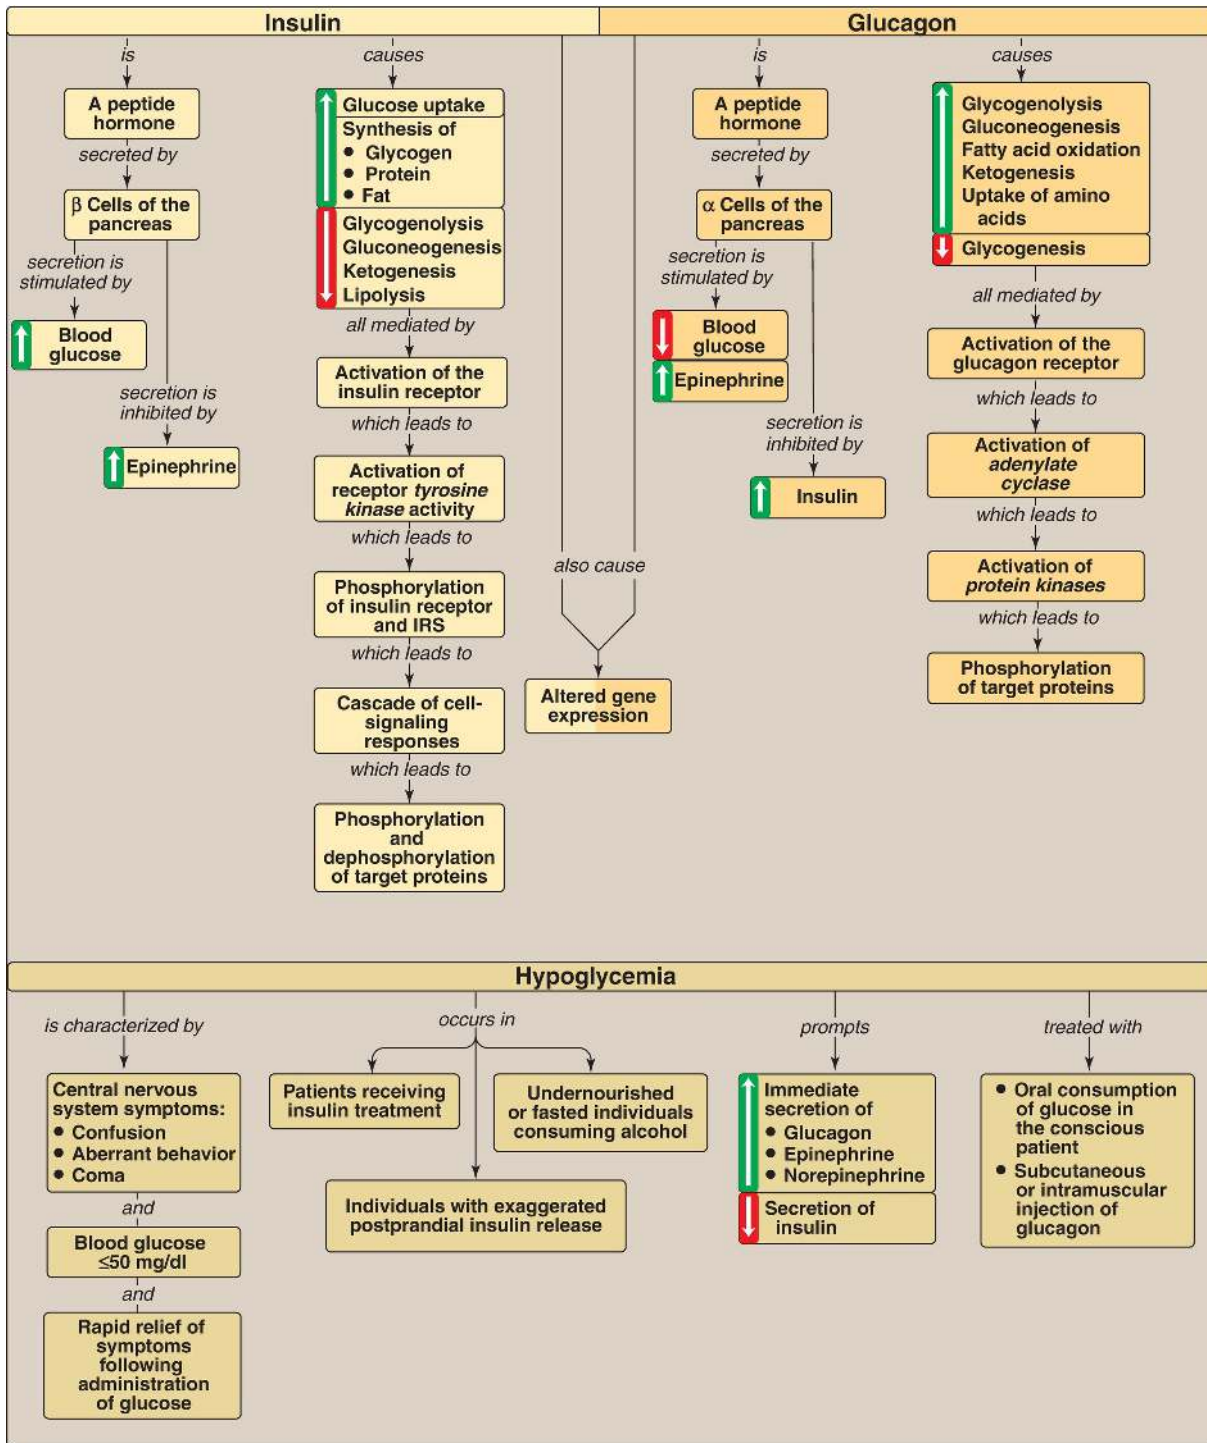 Insulin
is
A peptide
hormone
secreted by
β Cells of the
pancreas
secretion is
stimulated by
Blood
glucose
secretion is
inhibited by
Epinephrine
causes
Glucose uptake
Synthesis of
• Glycogen
• Protein
• Fat
Glycogenolysis
Gluconeogenesis
Ketogenesis
Lipolysis
all mediated by
Activation of the
insulin receptor
which leads to
Activation of
receptor tyrosine
kinase activity
which leads to
Phosphorylation
of insulin receptor
and IRS
which leads to
Cascade of cell-
signaling
responses
which leads to
Phosphorylation
and
dephosphorylation
of target proteins
also cause
Altered gene
expression
Glucagon
is
A peptide
hormone
secreted by
α Cells of the
pancreas
secretion is
stimulated by
Blood
glucose
Epinephrine
secretion is
inhibited by
Insulin
causes
Glycogenolysis
Gluconeogenesis
Fatty acid oxidation
Ketogenesis
Uptake of amino
acids
Glycogenesis
all mediated by
Activation of the
glucagon receptor
which leads to
Activation of
adenylate
cyclase
which leads to
Activation of
protein kinases
which leads to
Phosphorylation
of target proteins
Hypoglycemia
is characterized by
Central nervous
system symptoms:
• Confusion
• Aberrant behavior
• Coma
and
Blood glucose
≤50 mg/dl
and
Rapid relief of
symptoms
following
administration
of glucose
occurs in
Patients receiving
insulin treatment
Individuals with exaggerated
postprandial insulin release
Undernourished
or fasted individuals
consuming alcohol
prompts
Immediate
secretion of
• Glucagon
• Epinephrine
• Norepinephrine
Secretion of
insulin
treated with
• Oral consumption
of glucose in
the conscious
patient
• Subcutaneous
or intramuscular
injection of
glucagon